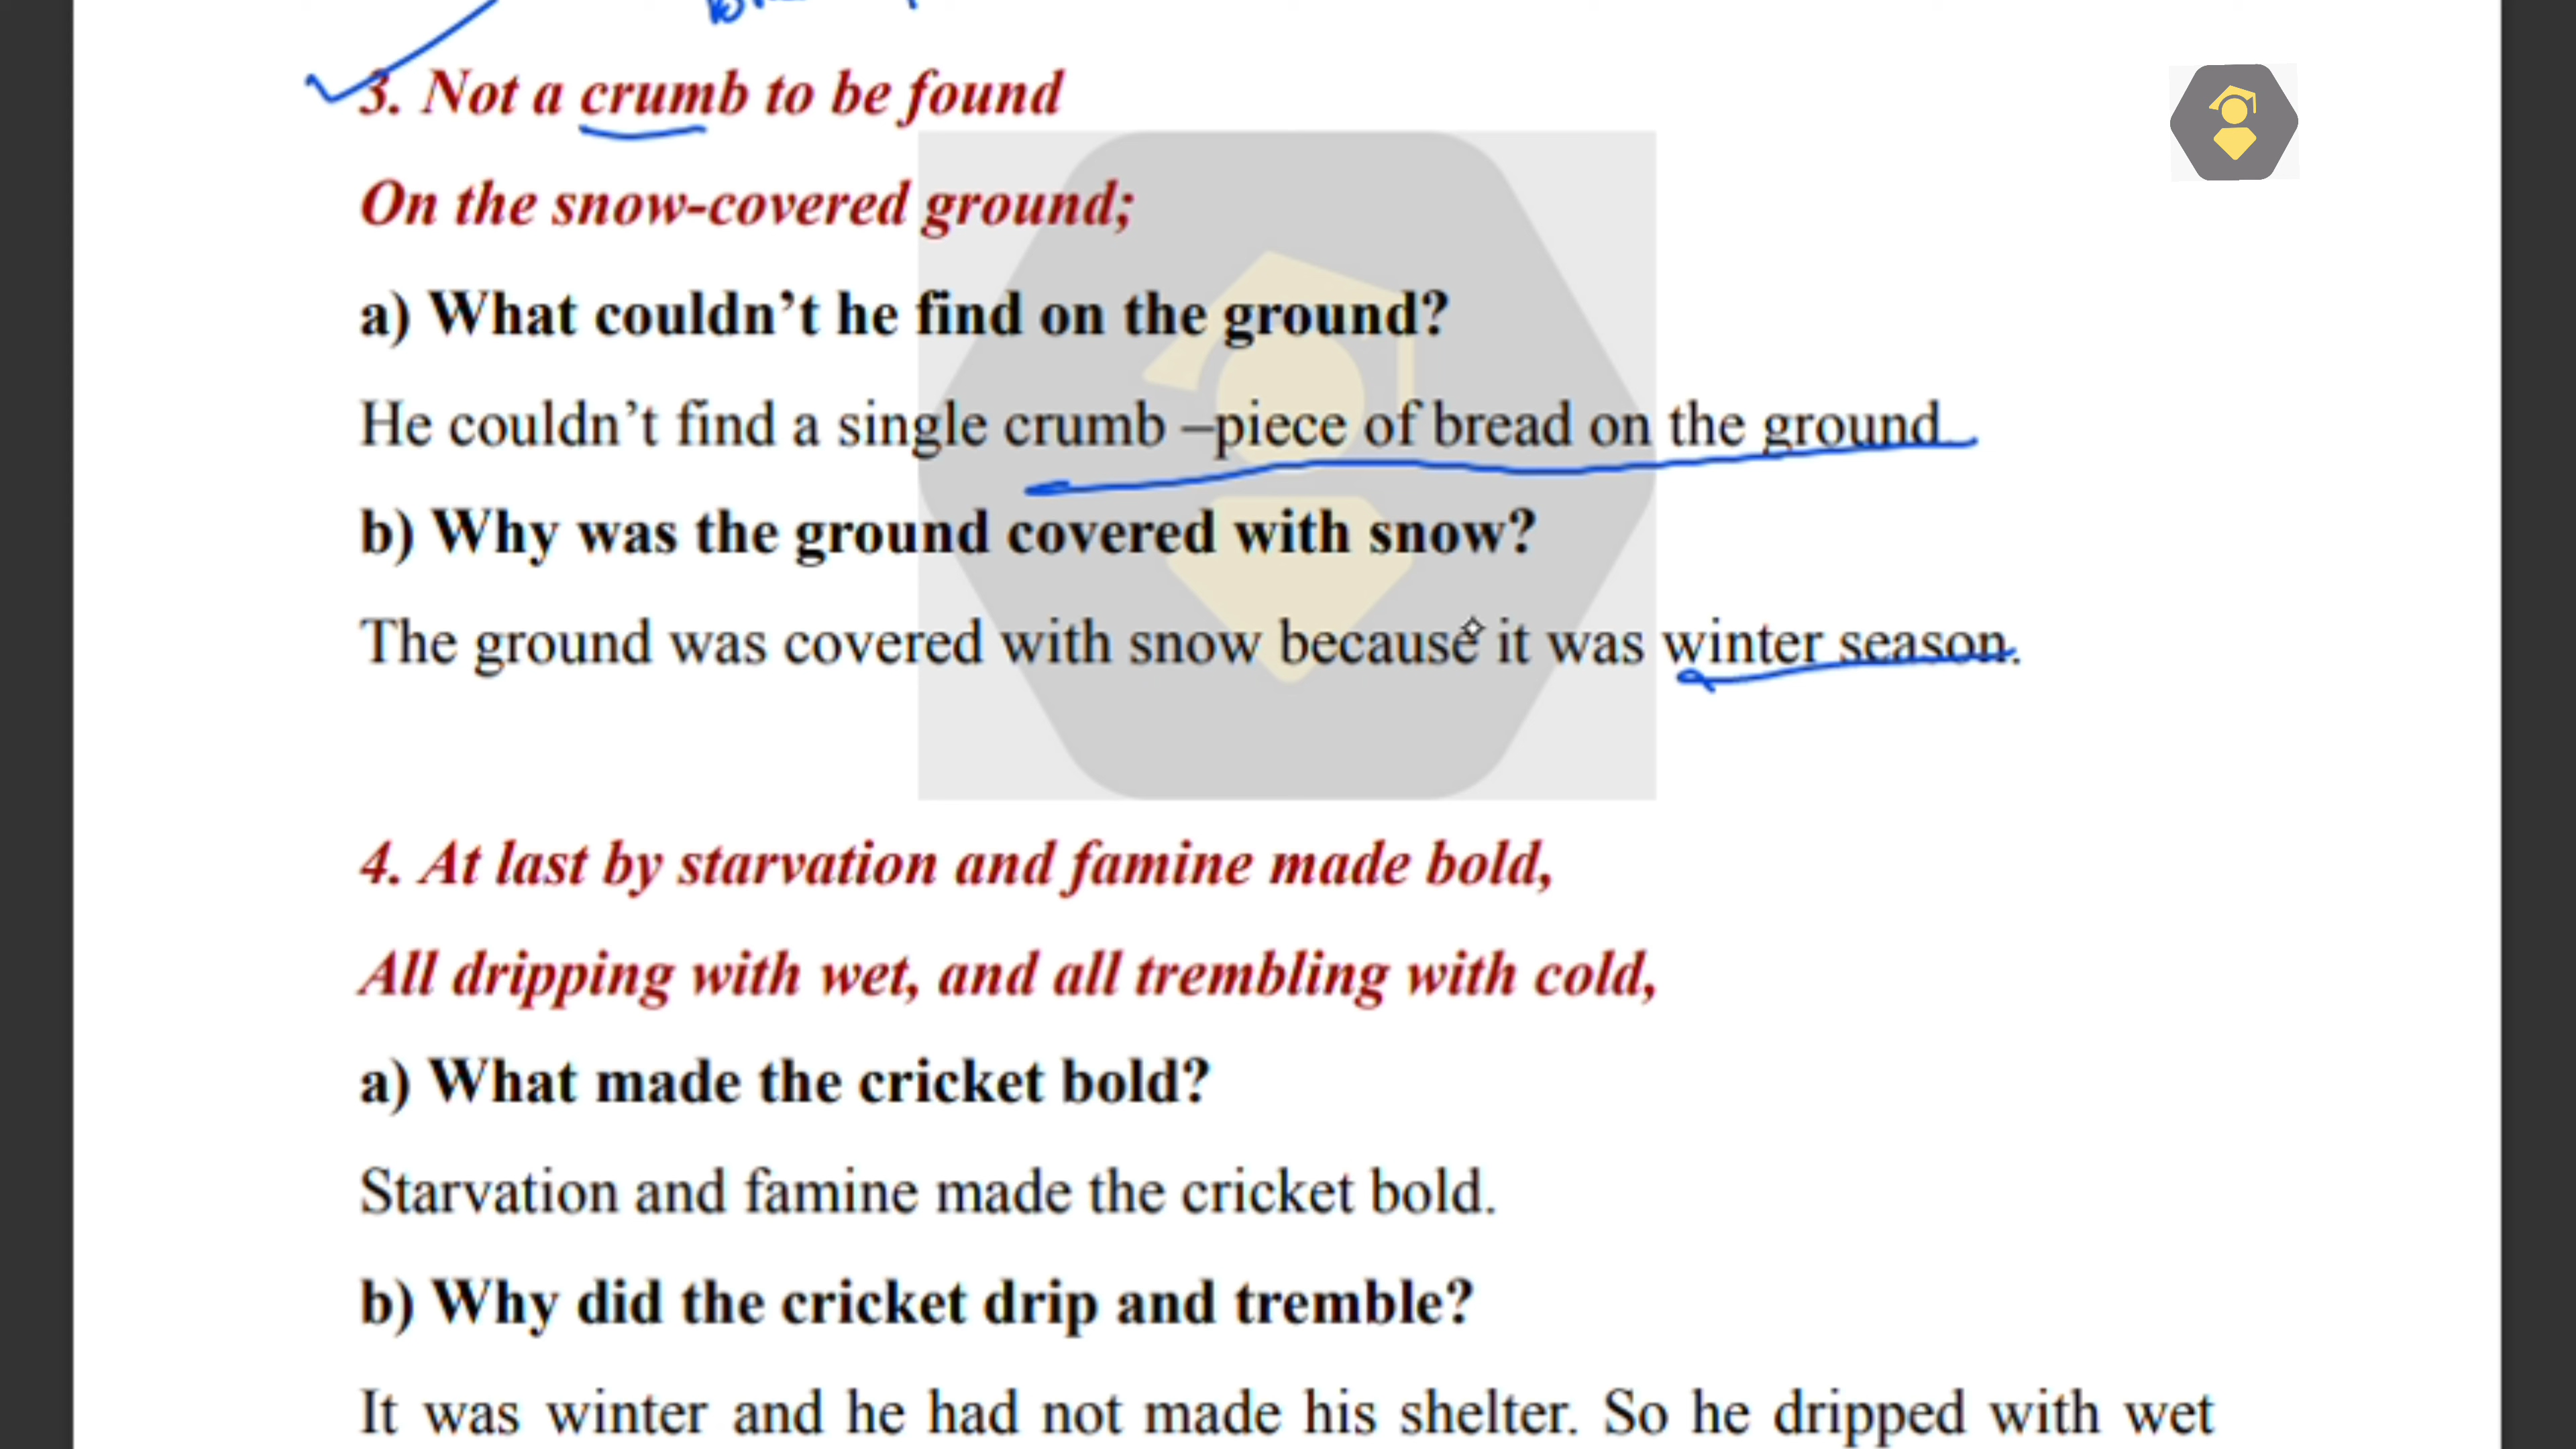 3. Not a crumb to be found
On the snow-covered ground;
a) What couldn’t he find on the ground?
He couldn’t find a single crumb –piece of bread on the ground
b) Why was the ground covered with snow?
The ground was covered with snow because it was winter season.
4. At last by starvation and famine made bold,
All dripping with wet, and all trembling with cold,
a) What made the cricket bold?
Starvation and famine made the cricket bold.
b) Why did the cricket drip and tremble?
It was winter and he had not made his shelter. So he dripped with wet